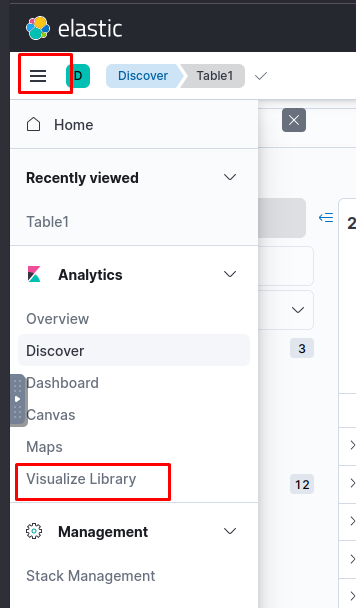 elastic
D Discover Table1
Home
Recently viewed
Table1
2
Analytics
Overview
Discover
3
Dashboard
Canvas
Maps
Visualize Library
12
Management
Stack Management